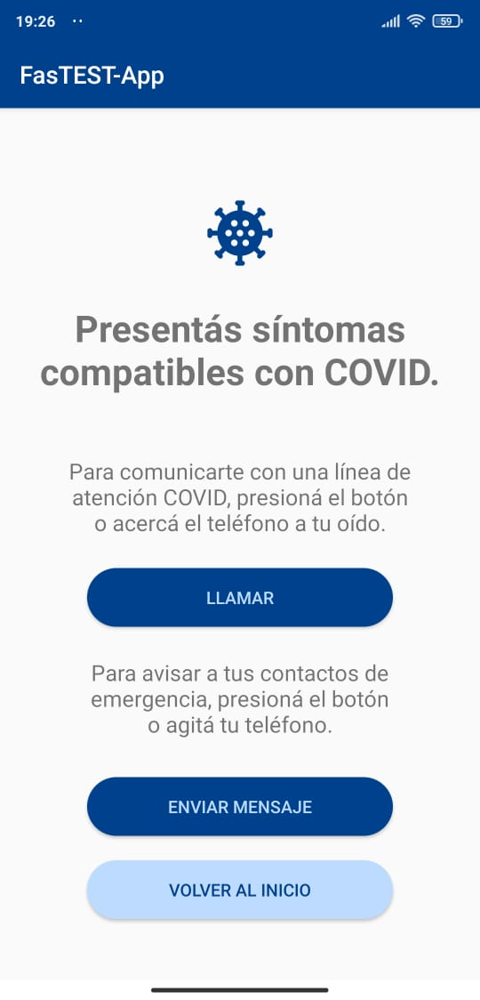 19:26
59
FasTEST-App
Presentás síntomas
compatibles con COVID.
Para comunicarte con una línea de
atención COVID, presioná el botón
o acercá el teléfono a tu oído.
LLAMAR
Para avisar a tus contactos de
emergencia, presioná el botón
o agitá tu teléfono.
ENVIAR MENSAJE
VOLVER AL INICIO